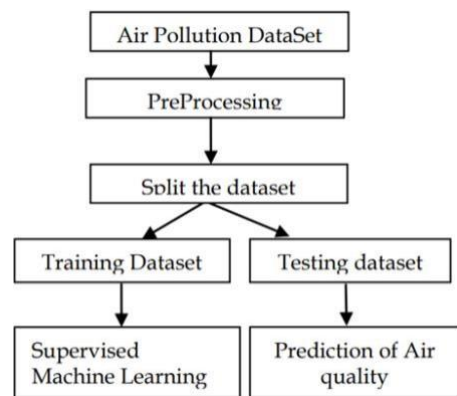 Air Pollution DataSet
PreProcessing
Split the dataset
Training Dataset
Testing dataset
Supervised
Machine Learning
Prediction of Air
quality